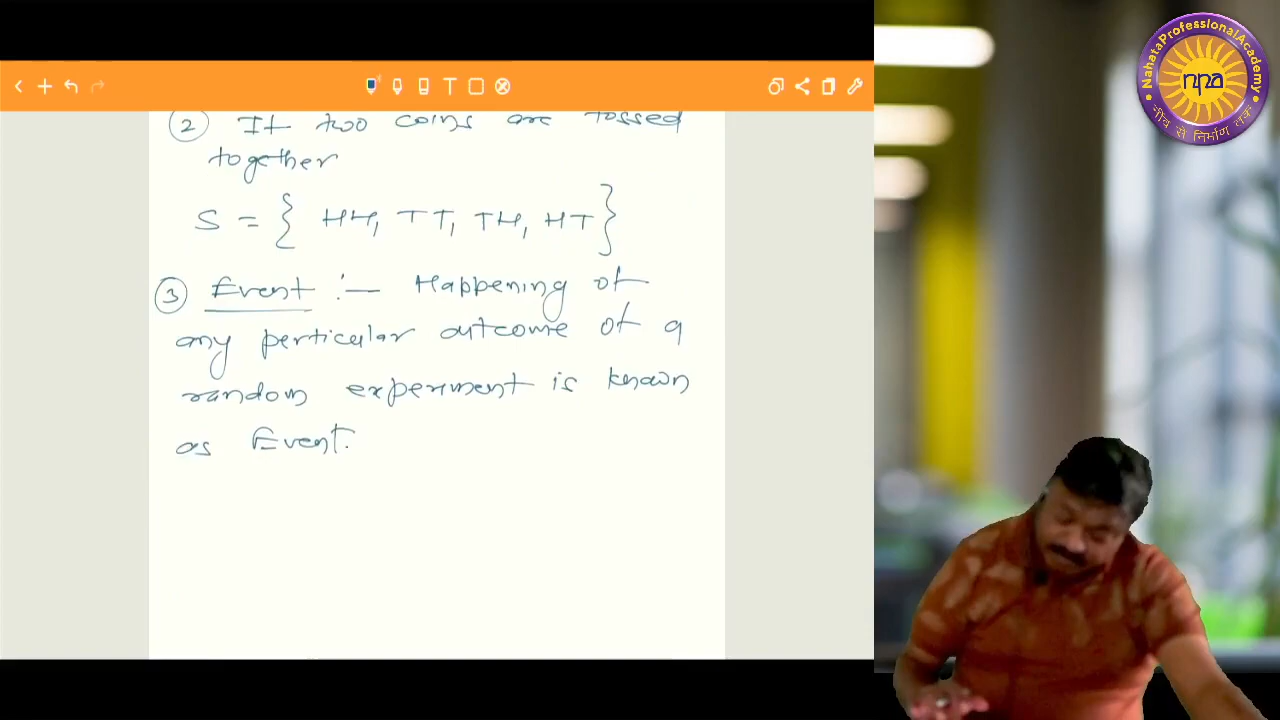 ② If two coins are tossed
together
S = { HH, TT, TH, HT }
③ Event :— Happening of
any perticular outcome of a
random experiment is known
as Event.
NahataProfessionalAcademy
npa
नींव से निर्माण तक